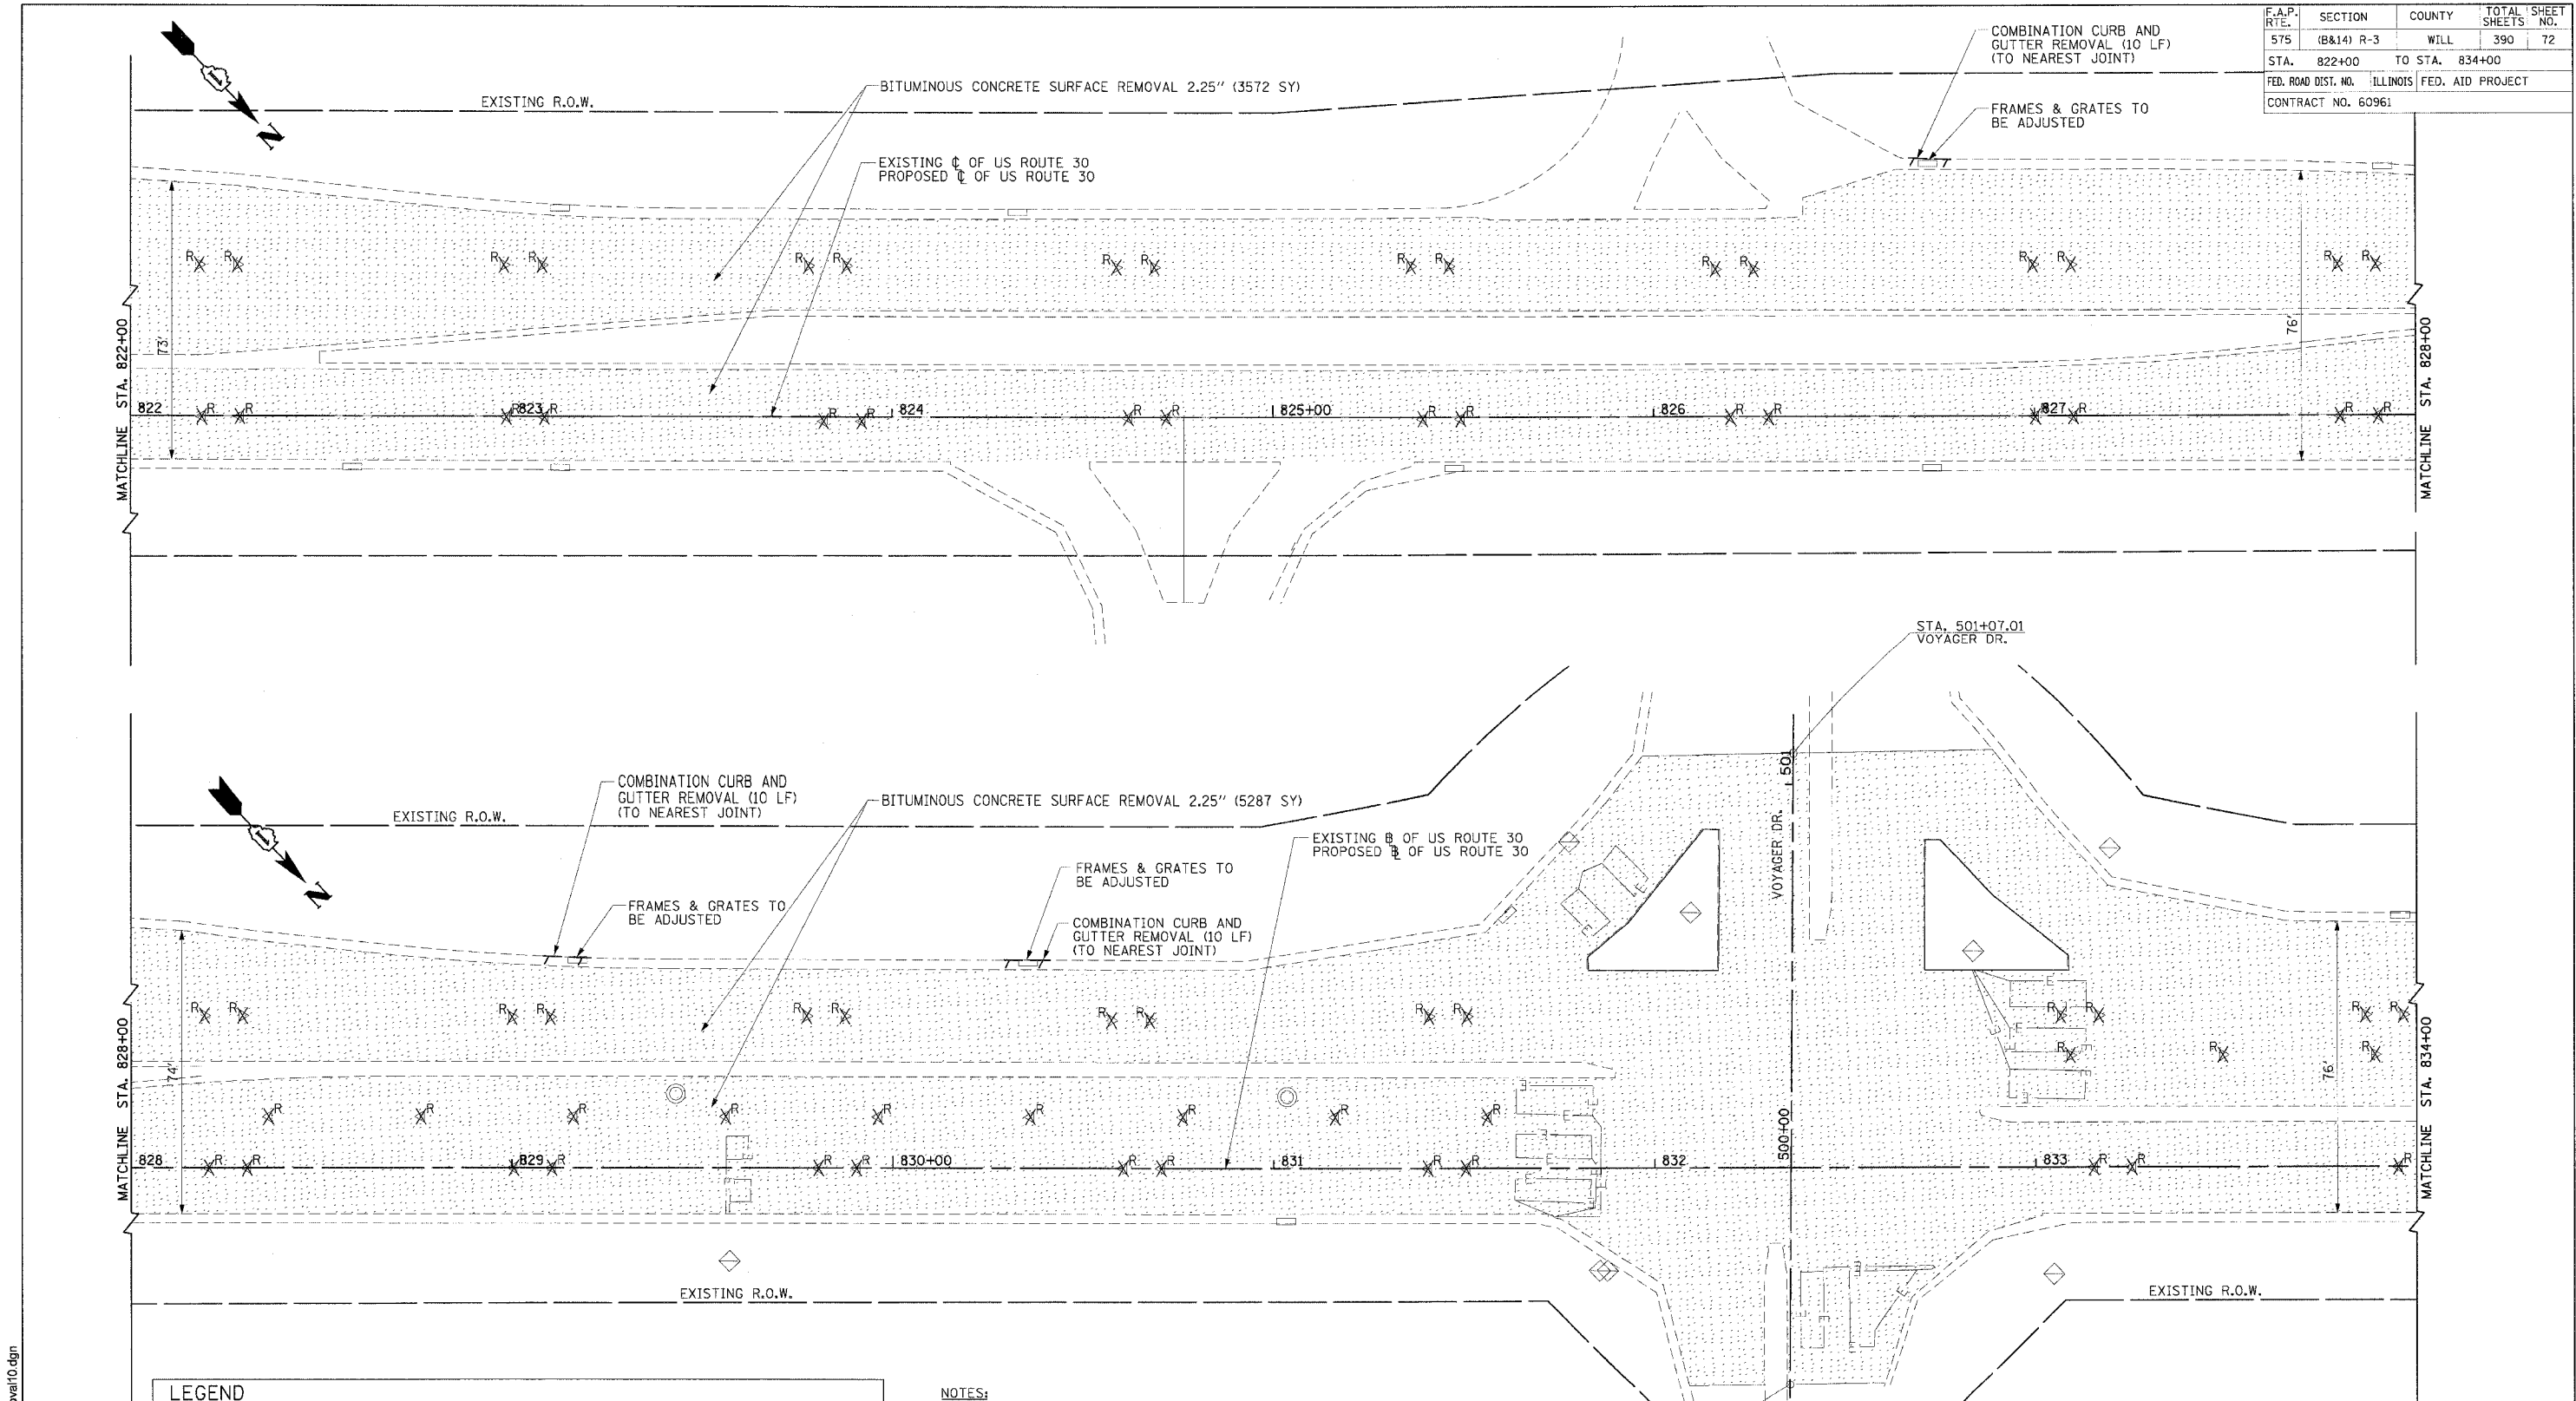 F.A.P. RTE. SECTION COUNTY TOTAL SHEETS SHEET NO.
575 (B&14) R-3 WILL 390 72
STA. 822+00 TO STA. 834+00
FED. ROAD DIST. NO. ILLINOIS FED. AID PROJECT
CONTRACT NO. 60961
COMBINATION CURB AND
GUTTER REMOVAL (10 LF)
(TO NEAREST JOINT)
FRAMES & GRATES TO
BE ADJUSTED
N
EXISTING R.O.W.
BITUMINOUS CONCRETE SURFACE REMOVAL 2.25" (3572 SY)
EXISTING ℄ OF US ROUTE 30
PROPOSED ℄ OF US ROUTE 30
R R R R R R R R R R R R R R R R
73'
76'
MATCHLINE STA. 822+00
MATCHLINE STA. 828+00
822 R R R 823 R R R 824 R R 825+00 R R 826 R R R 827 R R R
STA. 501+07.01
VOYAGER DR.
N
EXISTING R.O.W.
COMBINATION CURB AND
GUTTER REMOVAL (10 LF)
(TO NEAREST JOINT)
BITUMINOUS CONCRETE SURFACE REMOVAL 2.25" (5287 SY)
EXISTING B OF US ROUTE 30
PROPOSED B OF US ROUTE 30
FRAMES & GRATES TO
BE ADJUSTED
FRAMES & GRATES TO
BE ADJUSTED
COMBINATION CURB AND
GUTTER REMOVAL (10 LF)
(TO NEAREST JOINT)
501
VOYAGER DR.
500+00
R R R R R R R R R R R R R R
R R R
74'
76'
MATCHLINE STA. 828+00
MATCHLINE STA. 834+00
R R R R R R R R R
828 R R R 829 R R R 830+00 R R 831 R R 832 833 R R R
EXISTING R.O.W.
EXISTING R.O.W.
LEGEND
NOTES: